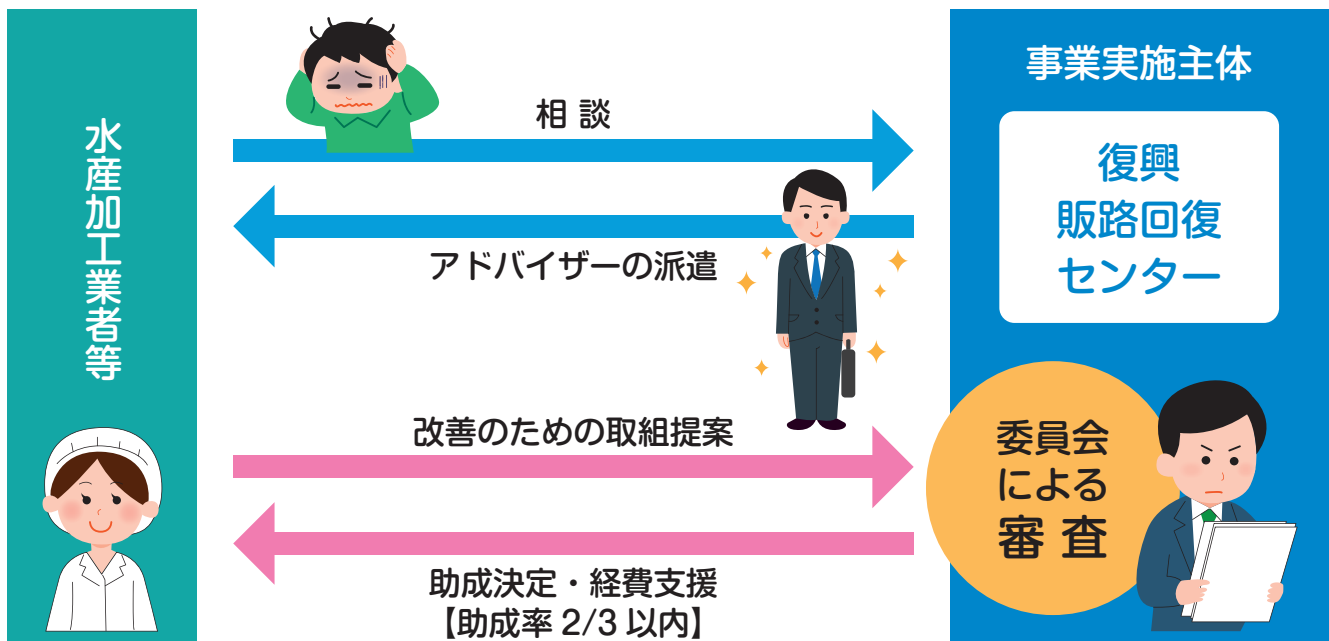 水産加工業者等
相談
アドバイザーの派遣
改善のための取組提案
助成決定・経費支援
【助成率 2/3 以内】
事業実施主体
復興
販路回復
センター
委員会
による
審査